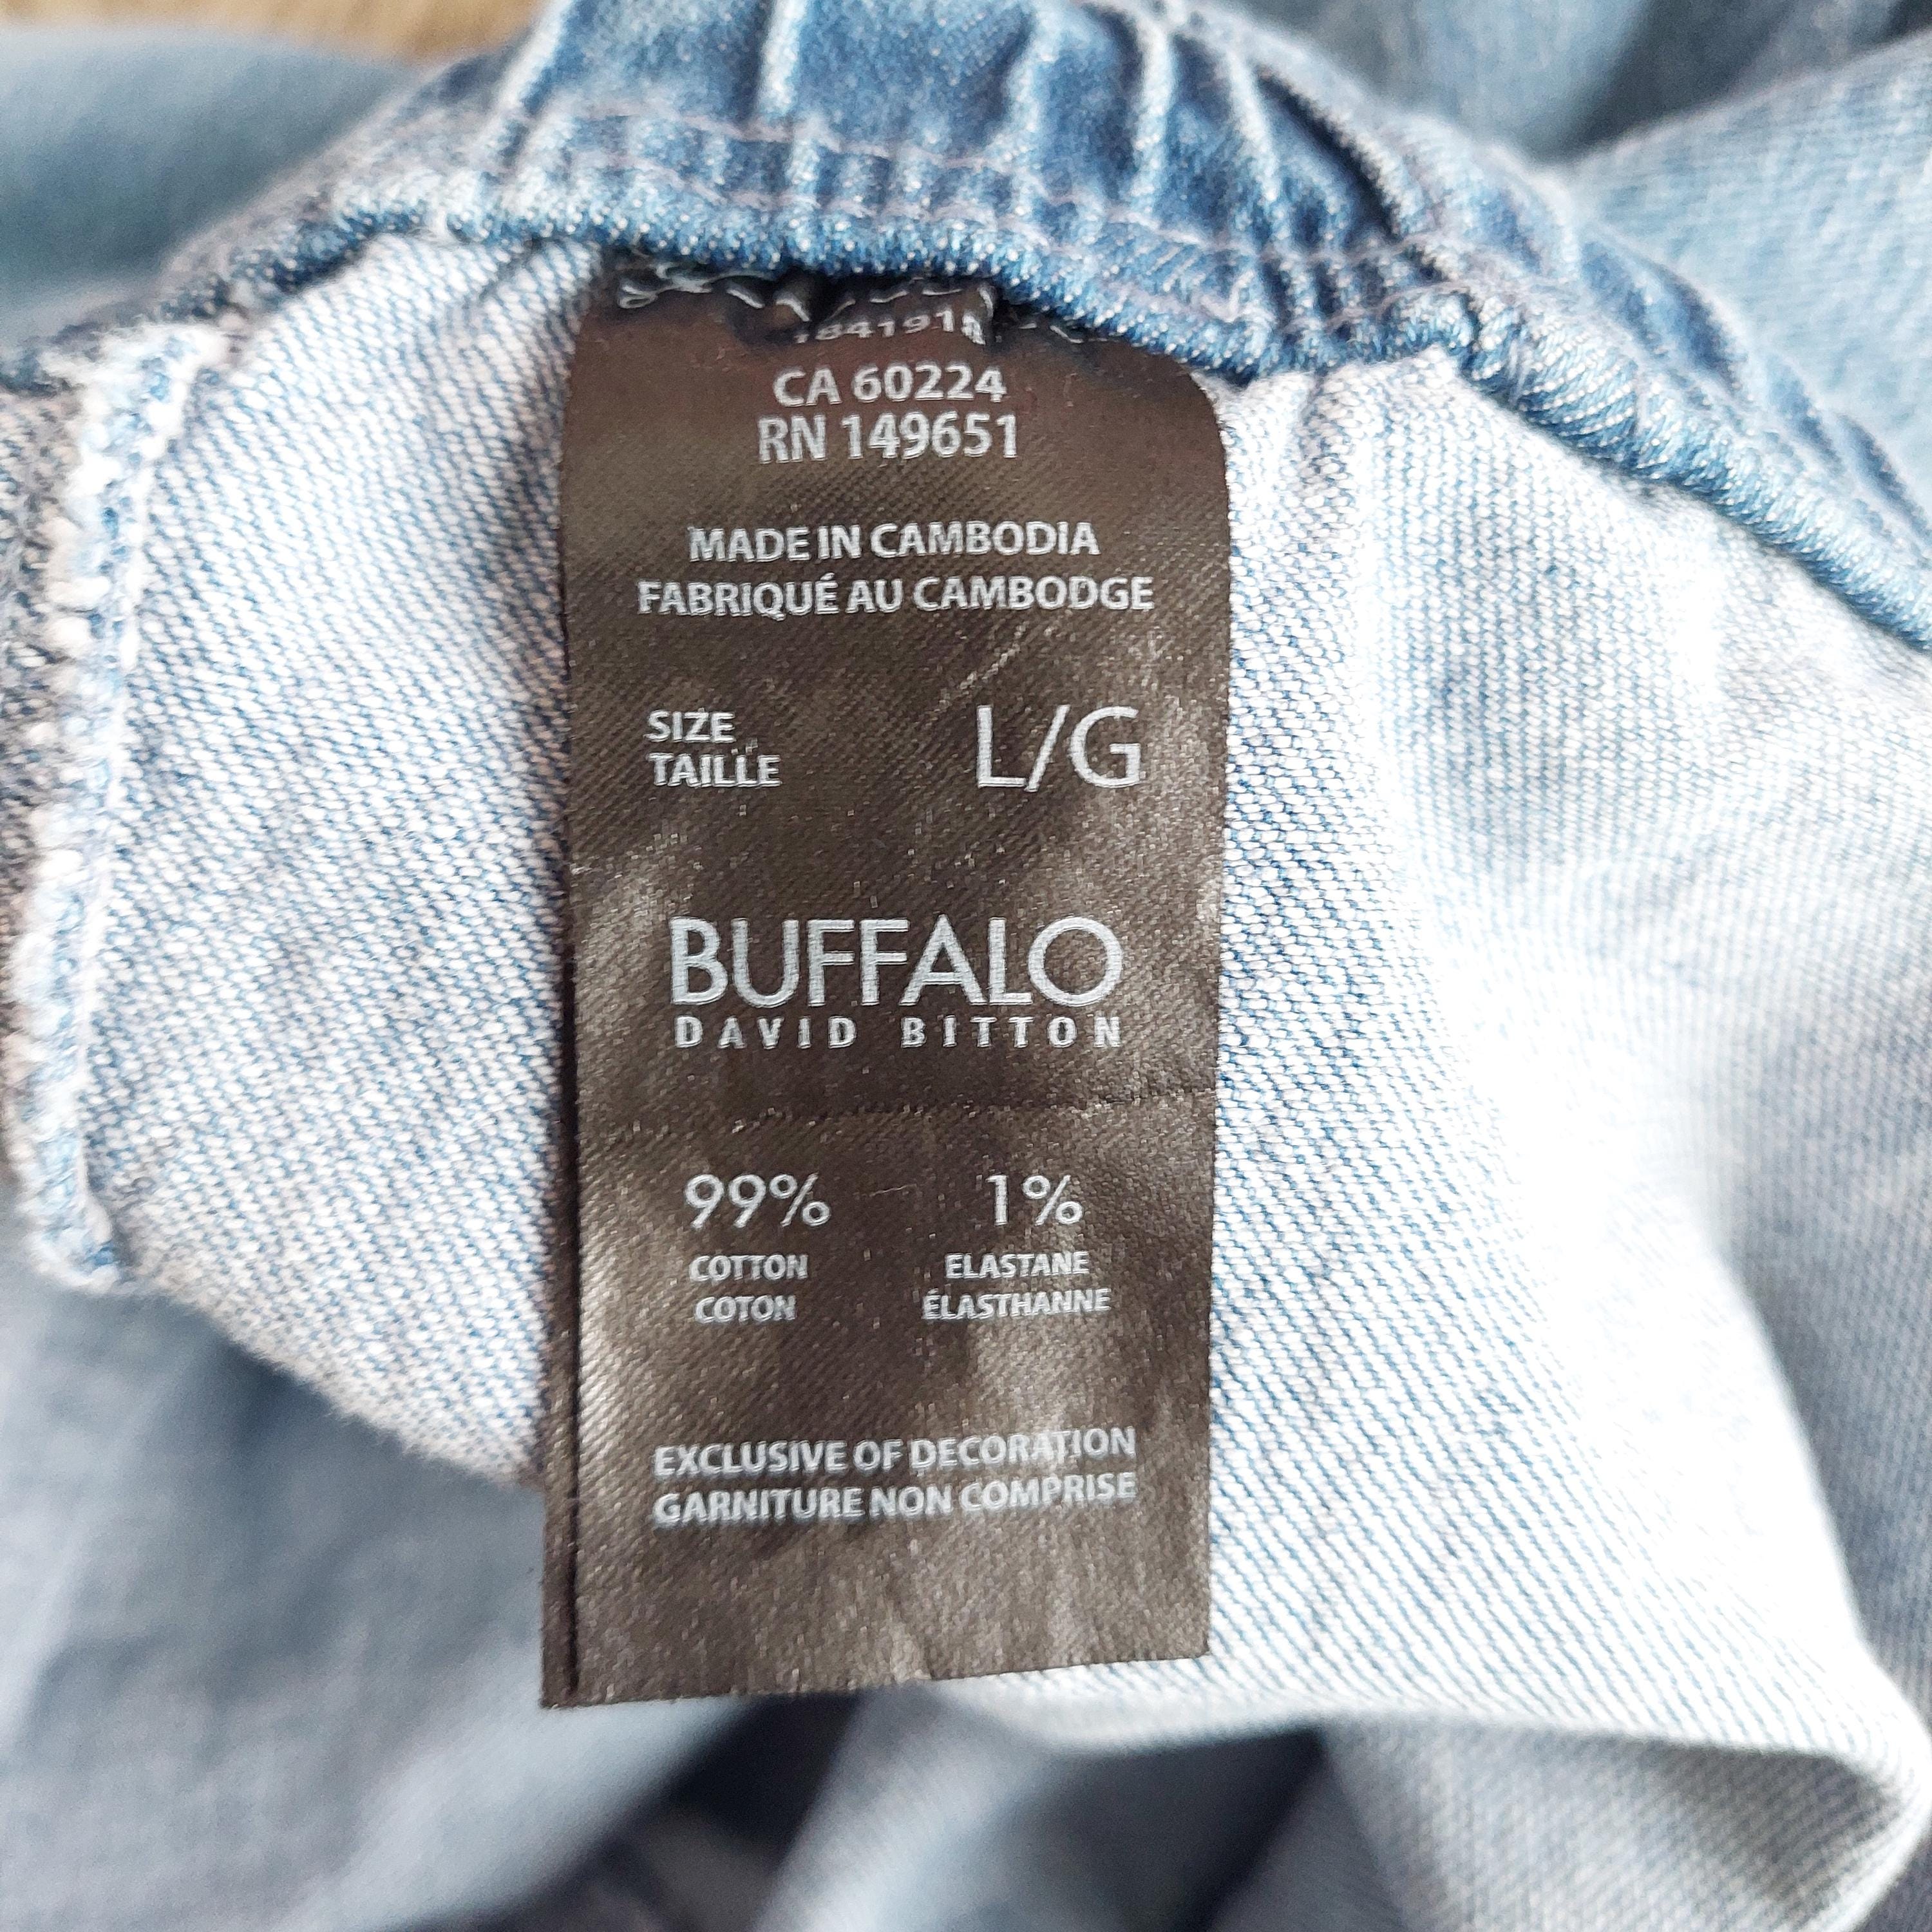 CA 60224
RN 149651
MADE IN CAMBODIA
FABRIQUÉ AU CAMBODGE
SIZE L/G
TAILLE
BUFFALO
DAVID BITTON
99% 1%
COTTON ELASTANE
COTON ÉLASTHANNE
EXCLUSIVE OF DECORATION
GARNITURE NON COMPRISE